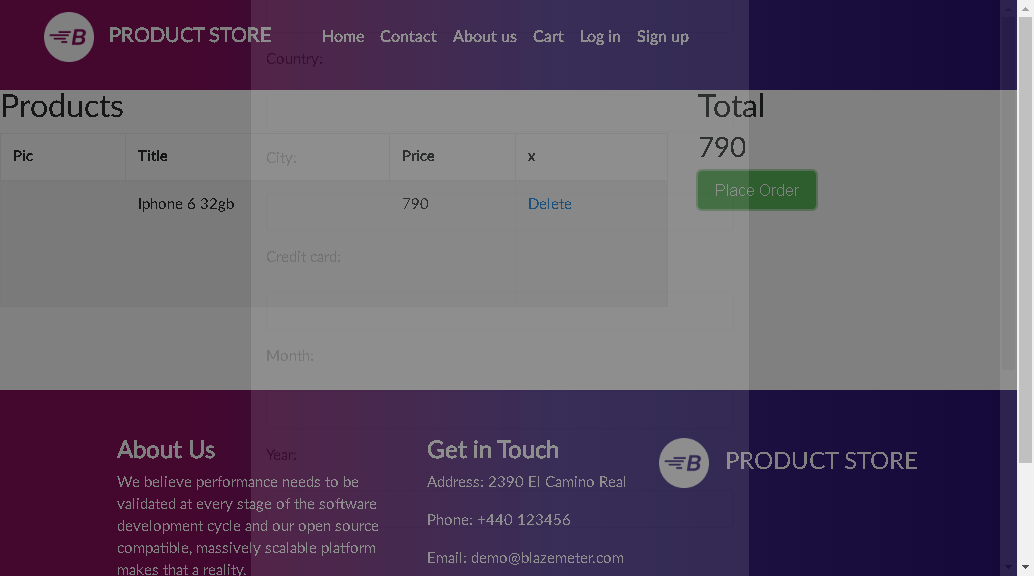 PRODUCT STORE
Home Contact About us Cart Log in Sign up
Country:
Products
Total
Pic Title Price x
City:
790
Iphone 6 32gb 790 Delete
Place Order
Credit card:
Month:
Year:
About Us
We believe performance needs to be
validated at every stage of the software
development cycle and our open source
compatible, massively scalable platform
makes that a reality.
Get in Touch
Address: 2390 El Camino Real
Phone: +440 123456
Email: demo@blazemeter.com
PRODUCT STORE